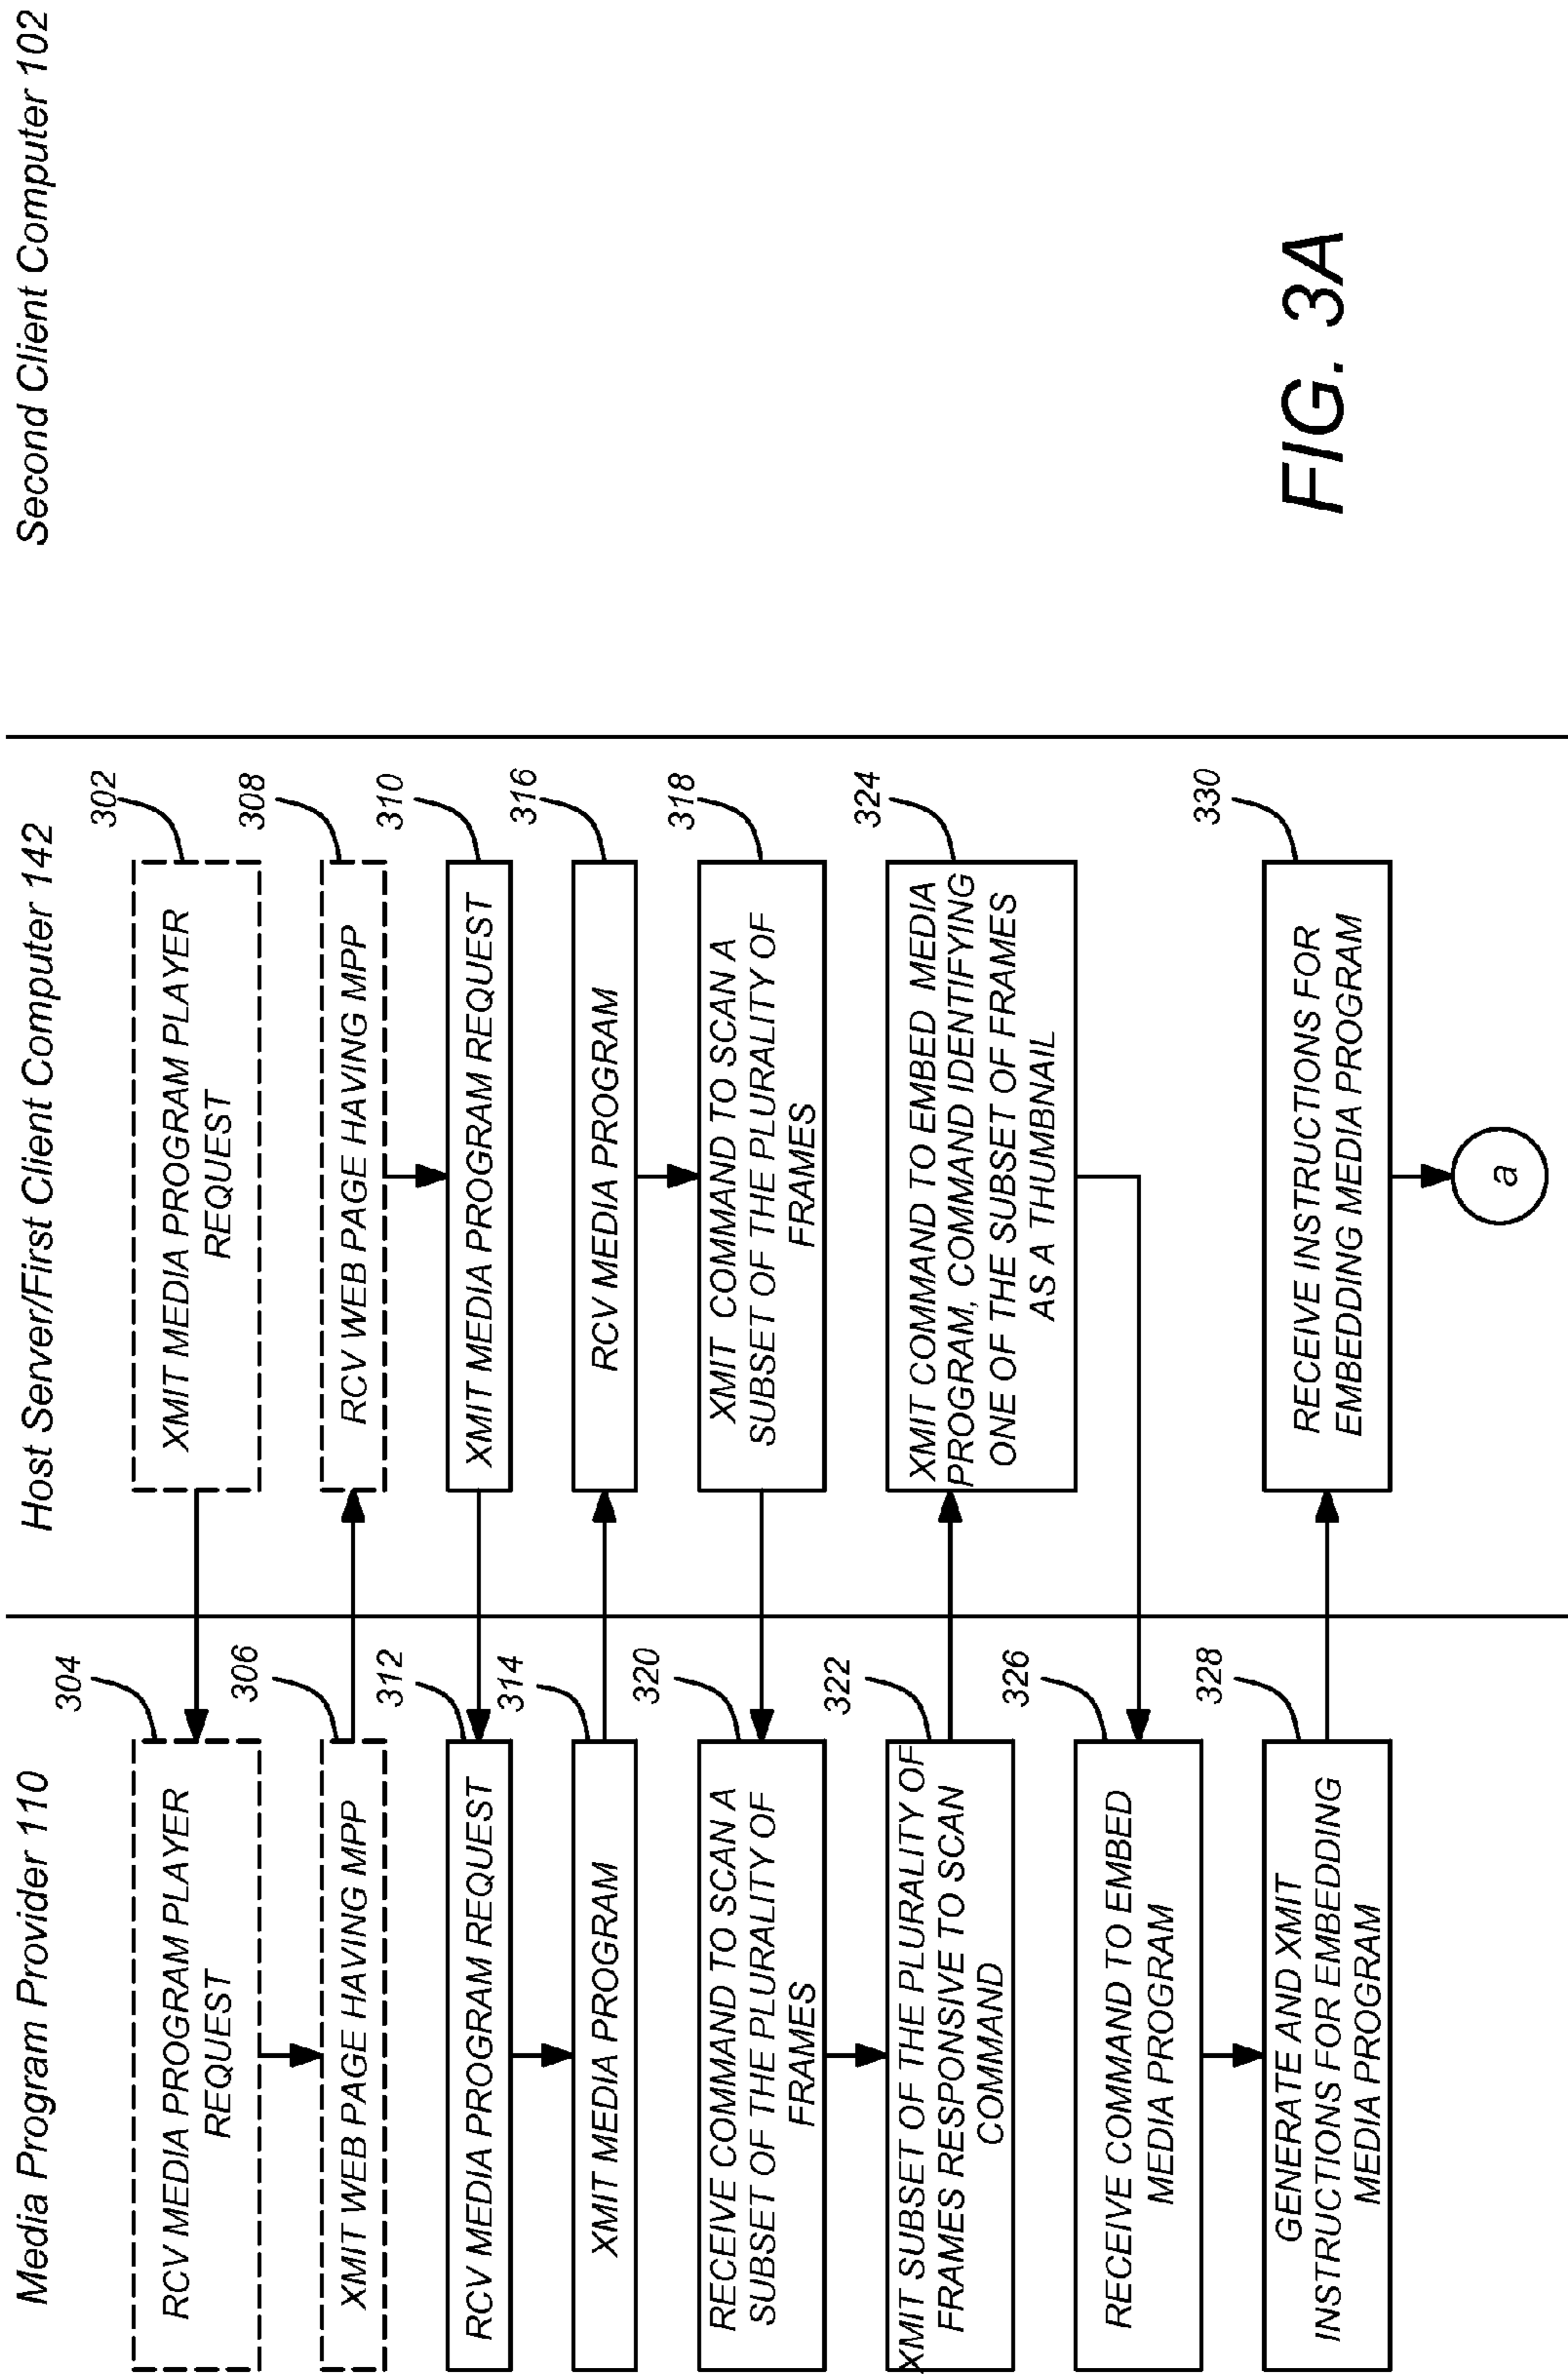 Media Program Provider 110
Host Server/First Client Computer 142
Second Client Computer 102
304
RCV MEDIA PROGRAM PLAYER
REQUEST
302
XMIT MEDIA PROGRAM PLAYER
REQUEST
306
XMIT WEB PAGE HAVING MPP
308
RCV WEB PAGE HAVING MPP
312
RCV MEDIA PROGRAM REQUEST
310
XMIT MEDIA PROGRAM REQUEST
314
XMIT MEDIA PROGRAM
316
RCV MEDIA PROGRAM
320
RECEIVE COMMAND TO SCAN A
SUBSET OF THE PLURALITY OF
FRAMES
318
XMIT COMMAND TO SCAN A
SUBSET OF THE PLURALITY OF
FRAMES
322
XMIT SUBSET OF THE PLURALITY OF
FRAMES RESPONSIVE TO SCAN
COMMAND
324
XMIT COMMAND TO EMBED MEDIA
PROGRAM, COMMAND IDENTIFYING
ONE OF THE SUBSET OF FRAMES
AS A THUMBNAIL
326
RECEIVE COMMAND TO EMBED
MEDIA PROGRAM
328
GENERATE AND XMIT
INSTRUCTIONS FOR EMBEDDING
MEDIA PROGRAM
330
RECEIVE INSTRUCTIONS FOR
EMBEDDING MEDIA PROGRAM
a
FIG. 3A